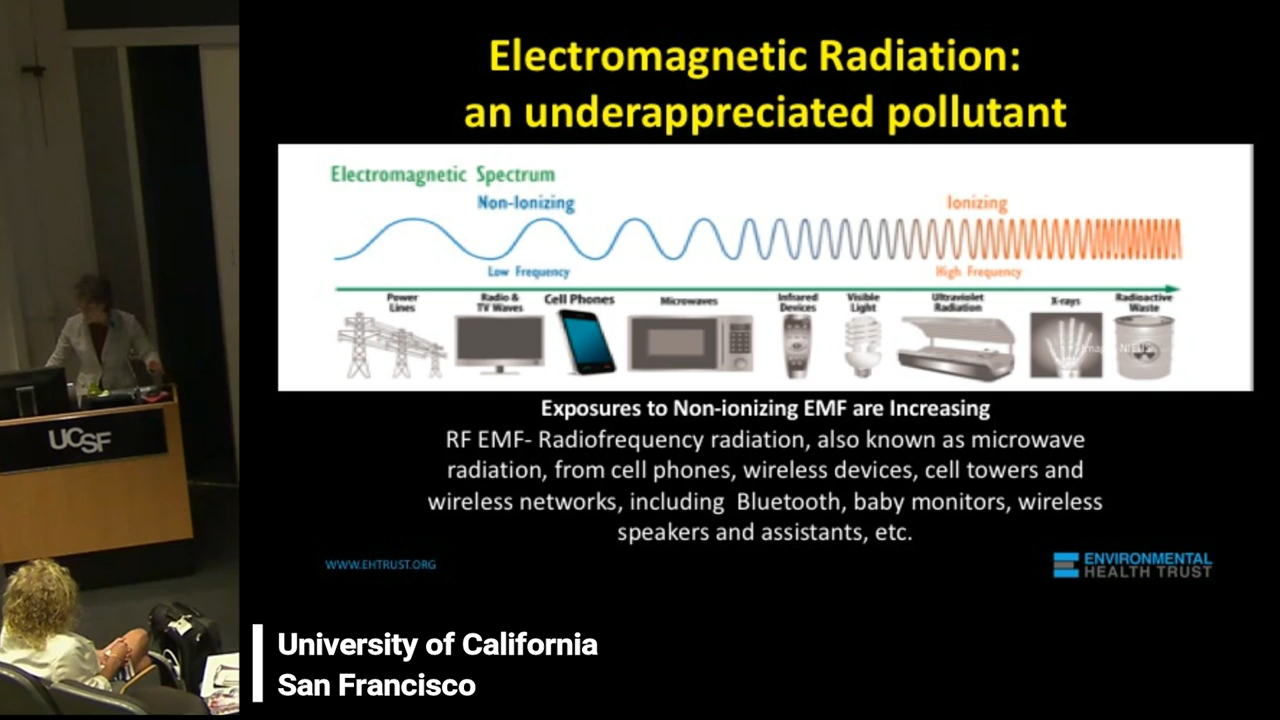 Electromagnetic Radiation:
an underappreciated pollutant
Electromagnetic Spectrum
Non-Ionizing
Ionizing
Low Frequency
High Frequency
Power
Lines
Radio &
TV Waves
Cell Phones
Microwaves
Infrared
Devices
Visible
Light
Ultraviolet
Radiation
X-rays
Radioactive
Waste
Exposures to Non-ionizing EMF are Increasing
RF EMF- Radiofrequency radiation, also known as microwave
radiation, from cell phones, wireless devices, cell towers and
wireless networks, including Bluetooth, baby monitors, wireless
speakers and assistants, etc.
WWW.EHTRUST.ORG
ENVIRONMENTAL
HEALTH TRUST
UCSF
University of California
San Francisco